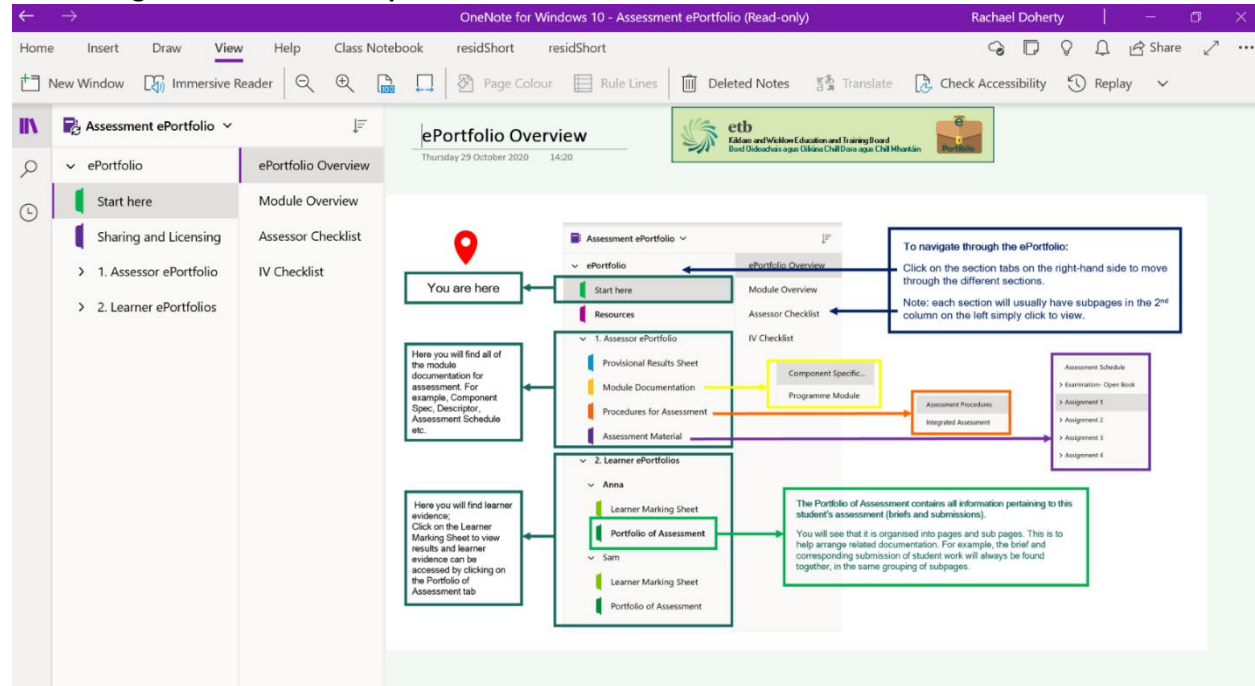 OneNote for Windows 10 - Assessment ePortfolio (Read-only)
Rachael Doherty
Home Insert Draw View Help Class Notebook residShort residShort
Share
New Window Immersive Reader Page Colour Rule Lines Deleted Notes Translate Check Accessibility Replay
Assessment ePortfolio
ePortfolio
Start here
Sharing and Licensing
1. Assessor ePortfolio
2. Learner ePortfolios
ePortfolio Overview
Module Overview
Assessor Checklist
IV Checklist
ePortfolio Overview
Thursday 29 October 2020 14:20
etb
Kildare and Wicklow Education and Training Board
Bord Oideachais agus Oiliúna Chill Dara agus Chill Mhantáin
e
Portfolio
You are here
Here you will find all of
the module
documentation for
assessment. For
example, Component
Spec, Descriptor,
Assessment Schedule
etc.
Here you will find learner
evidence;
Click on the Learner
Marking Sheet to view
results and learner
evidence can be
accessed by clicking on
the Portfolio of
Assessment tab
Assessment ePortfolio
ePortfolio
Start here
Resources
1. Assessor ePortfolio
Provisional Results Sheet
Module Documentation
Procedures for Assessment
Assessment Material
2. Learner ePortfolios
Anna
Learner Marking Sheet
Portfolio of Assessment
Sam
Learner Marking Sheet
Portfolio of Assessment
ePortfolio Overview
Module Overview
Assessor Checklist
IV Checklist
To navigate through the ePortfolio:
Click on the section tabs on the right-hand side to move
through the different sections.
Note: each section will usually have subpages in the 2nd
column on the left simply click to view.
Component Specific...
Programme Module
Assessment Procedures
Integrated Assessment
Assessment Schedule
> Examination- Open Book
> Assignment 1
> Assignment 2
> Assignment 3
> Assignment 4
The Portfolio of Assessment contains all information pertaining to this
student's assessment (briefs and submissions).
You will see that it is organised into pages and sub pages. This is to
help arrange related documentation. For example, the brief and
corresponding submission of student work will always be found
together, in the same grouping of subpages.